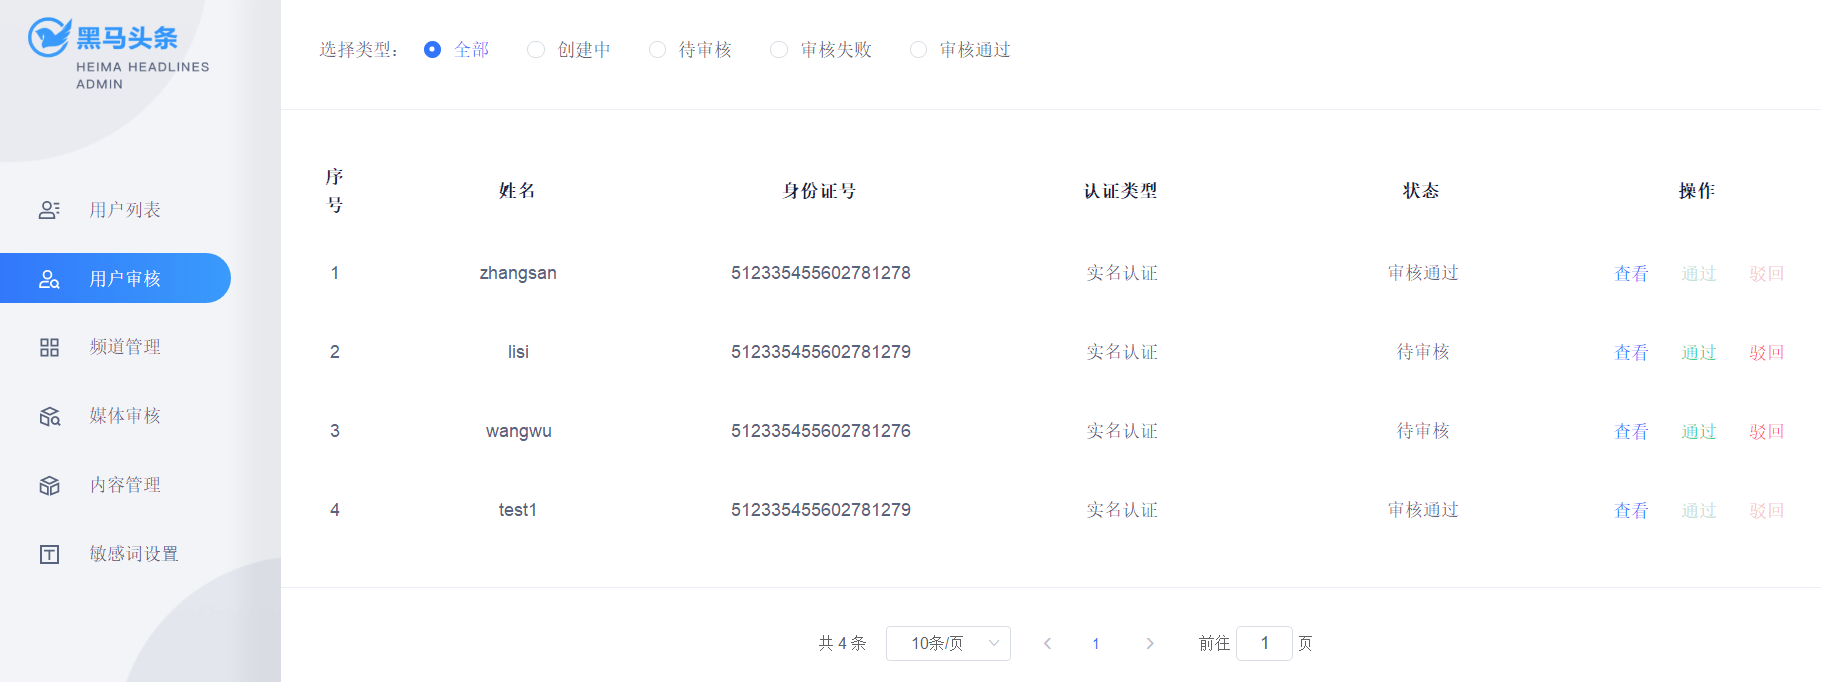 黑马头条
HEIMA HEADLINES
ADMIN
用户列表
用户审核
频道管理
媒体审核
内容管理
敏感词设置
选择类型： 全部 创建中 待审核 审核失败 审核通过
序号 姓名 身份证号 认证类型 状态 操作
1 zhangsan 512335455602781278 实名认证 审核通过 查看 通过 驳回
2 lisi 512335455602781279 实名认证 待审核 查看 通过 驳回
3 wangwu 512335455602781276 实名认证 待审核 查看 通过 驳回
4 test1 512335455602781279 实名认证 审核通过 查看 通过 驳回
共 4 条 10条/页 1 前往 1 页